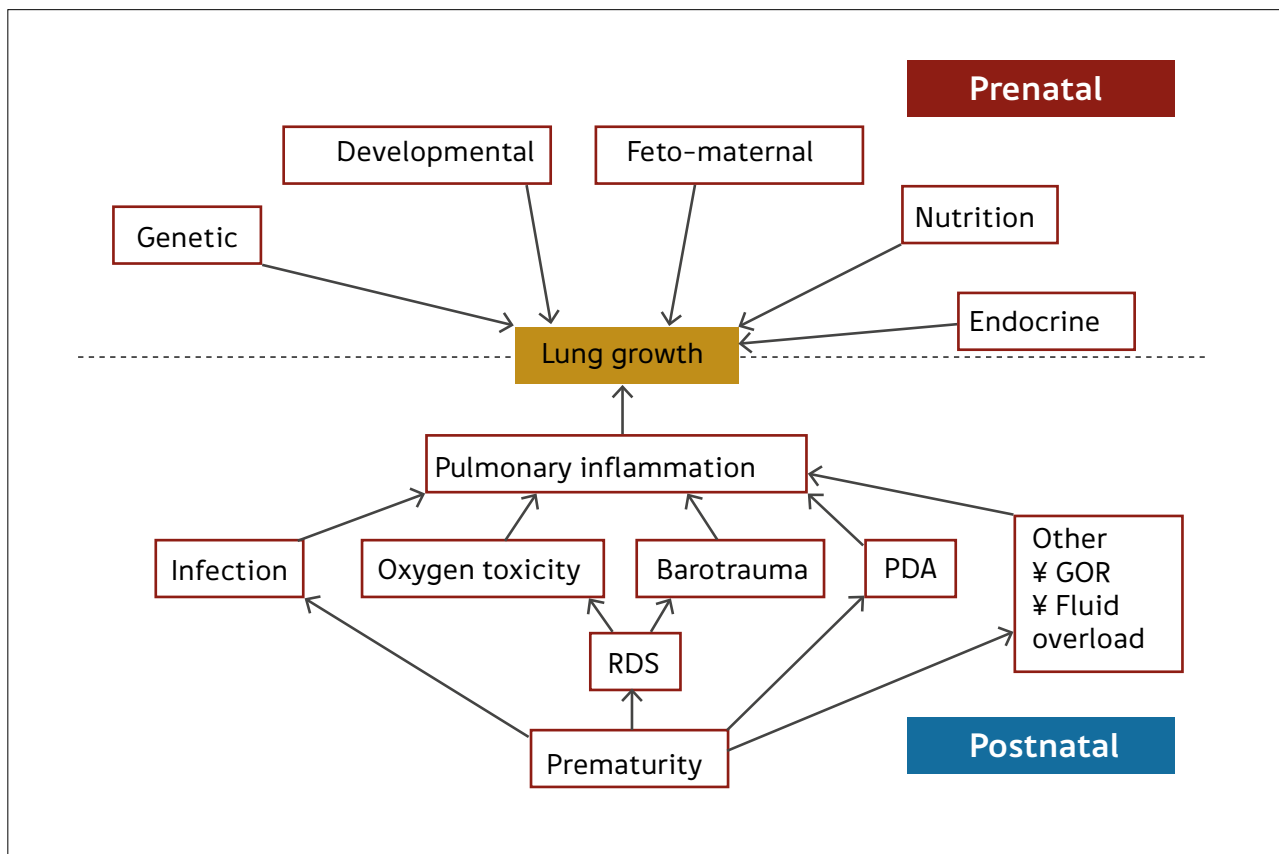 Prenatal
Developmental
Feto-maternal
Genetic
Nutrition
Endocrine
Lung growth
Pulmonary inflammation
Infection
Oxygen toxicity
Barotrauma
PDA
Other
¥ GOR
¥ Fluid
overload
RDS
Prematurity
Postnatal